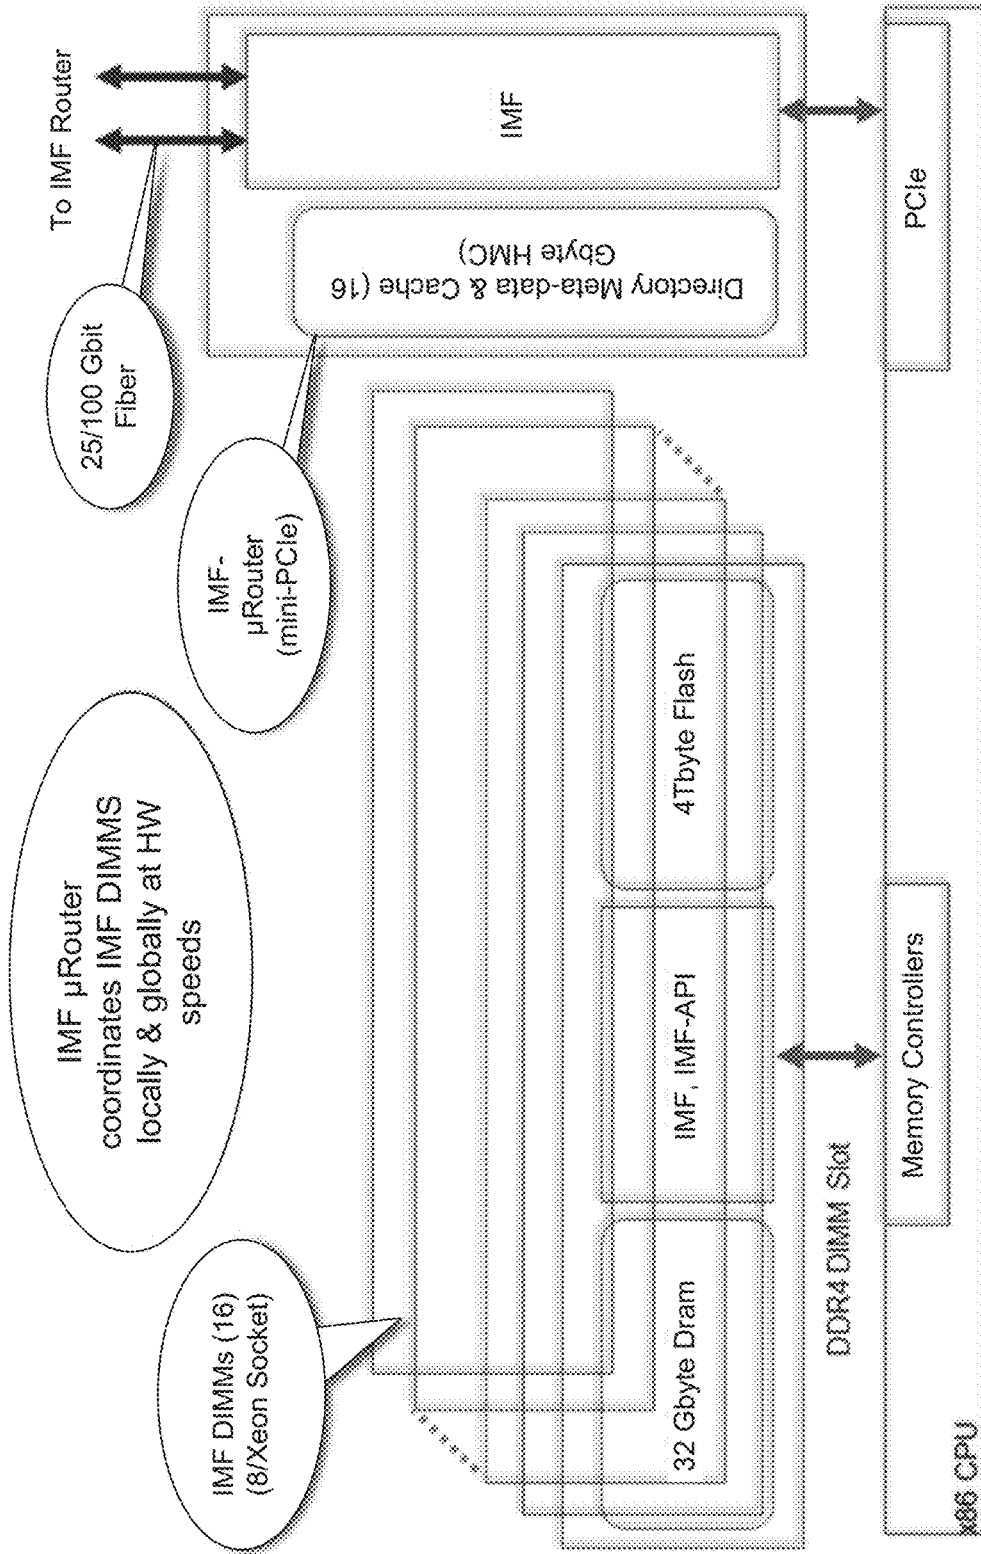 IMF µRouter
coordinates IMF DIMMS
locally & globally at HW
speeds
IMF DIMMs (16)
(8/Xeon Socket)
IMF-
µRouter
(mini-PCIe)
25/100 Gbit
Fiber
To IMF Router
32 Gbyte Dram
IMF, IMF-API
4Tbyte Flash
Directory Meta-data & Cache (16
Gbyte HMC)
IMF
DDR4 DIMM Slot
Memory Controllers
PCIe
x86 CPU